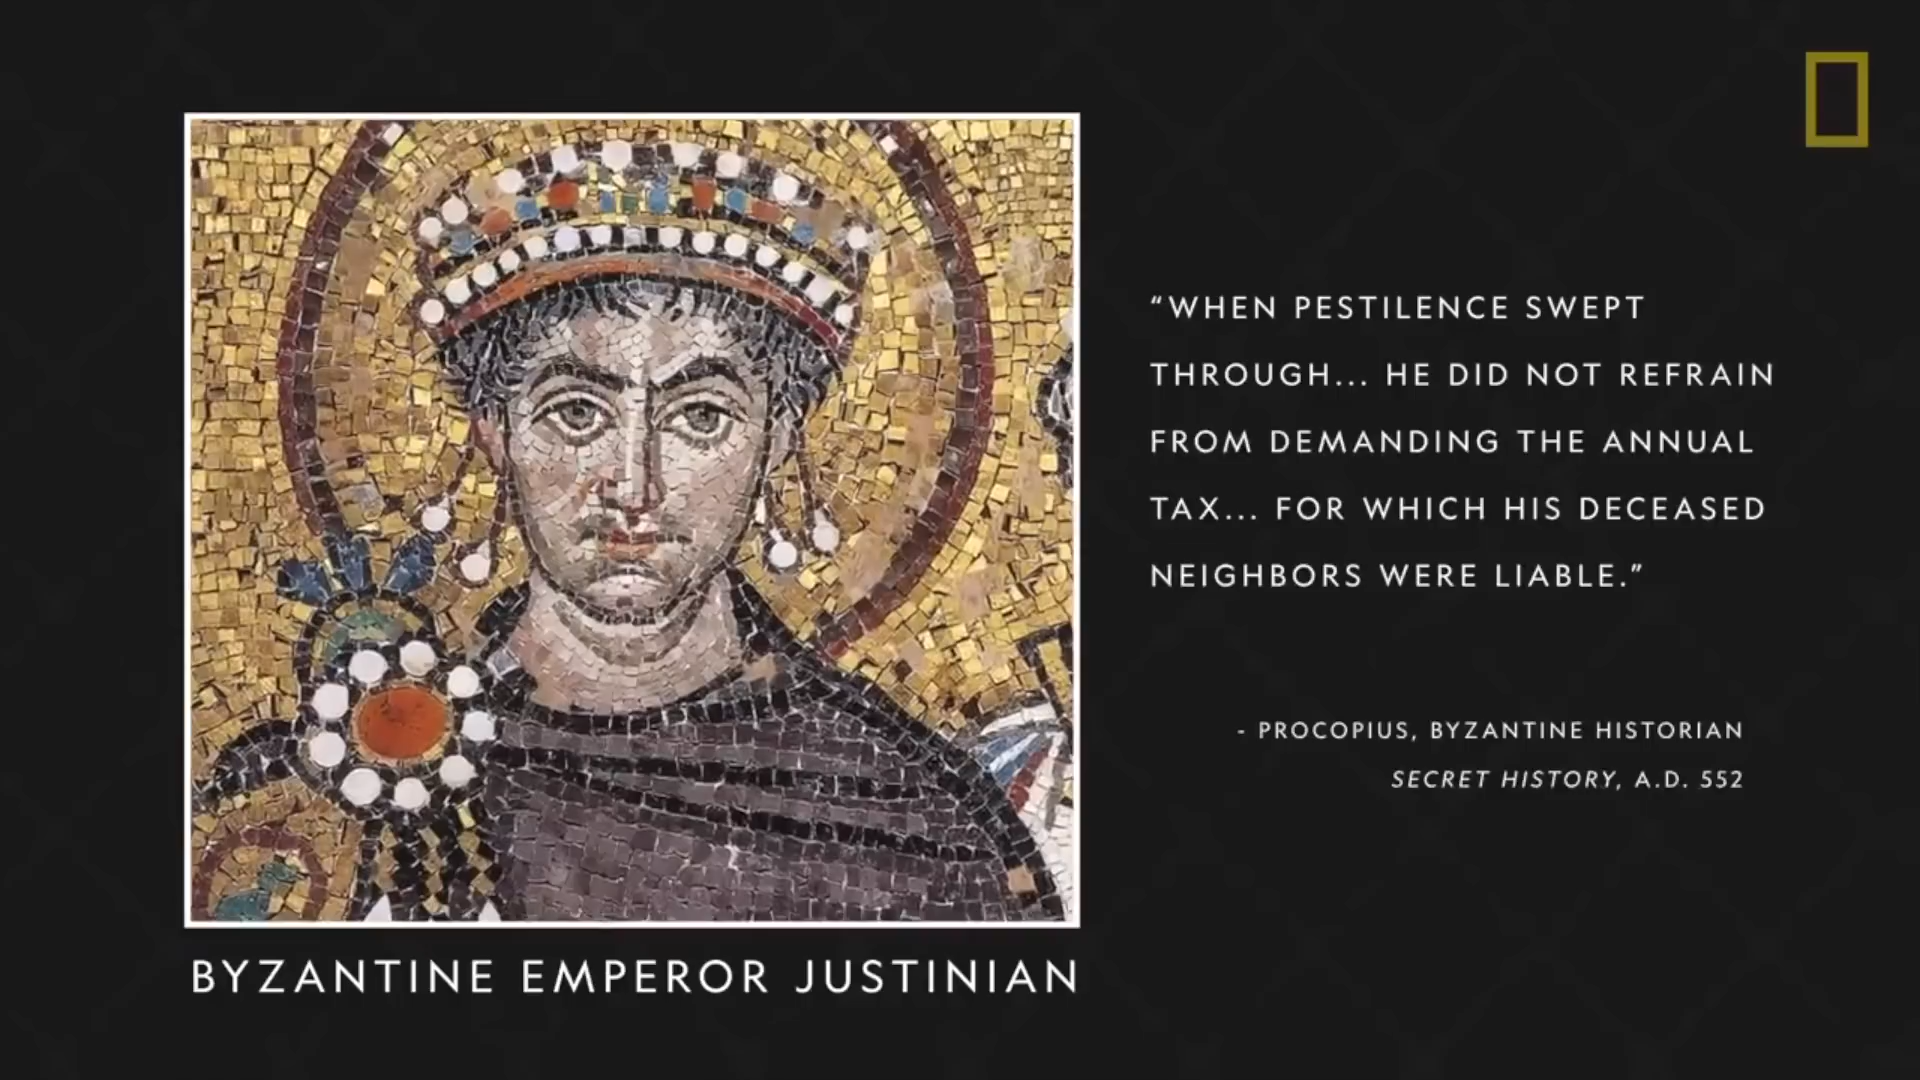 “WHEN PESTILENCE SWEPT
THROUGH... HE DID NOT REFRAIN
FROM DEMANDING THE ANNUAL
TAX... FOR WHICH HIS DECEASED
NEIGHBORS WERE LIABLE.”
- PROCOPIUS, BYZANTINE HISTORIAN
SECRET HISTORY, A.D. 552
BYZANTINE EMPEROR JUSTINIAN